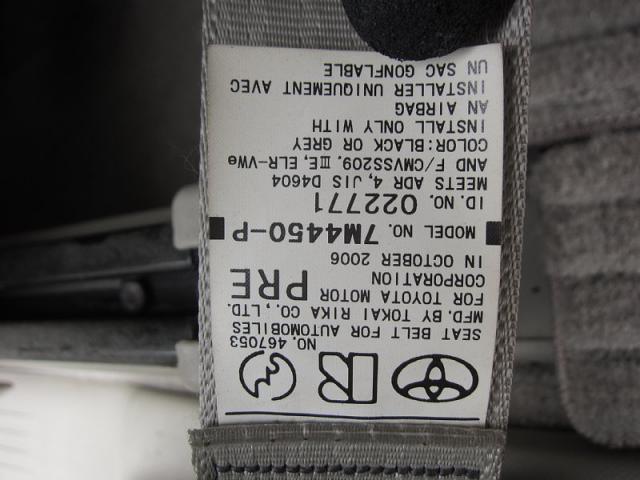 NO. 467053
SEAT BELT FOR AUTOMOBILES
MFD. BY TOKAI RIKA CO., LTD.
FOR TOYOTA MOTOR
CORPORATION
PRE
IN OCTOBER 2006
MODEL NO. 7M4450-P
ID. NO. 022771
MEETS ADR 4, JIS D4604
AND F/CMVSS209. ⅢE, ELR-VWe
COLOR:BLACK OR GREY
INSTALL ONLY WITH
AN AIRBAG
INSTALLER UNIQUEMENT AVEC
UN SAC GONFLABLE